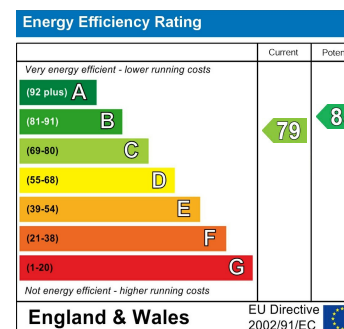 Energy Efficiency Rating
Current
Very energy efficient - lower running costs
(92 plus) A
(81-91) B
(69-80) C
79
(55-68) D
(39-54) E
(21-38) F
(1-20) G
Not energy efficient - higher running costs
England & Wales
EU Directive
2002/91/EC